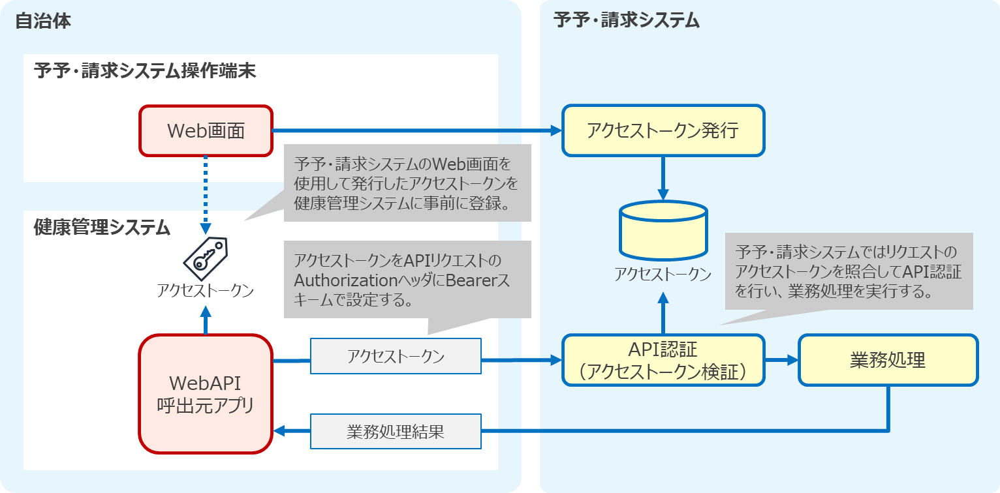 自治体
予予・請求システム操作端末
Web画面
予予・請求システムのWeb画面を
使用して発行したアクセストークンを
健康管理システムに事前に登録。
健康管理システム
アクセストークン
アクセストークンをAPIリクエストの
AuthorizationヘッダにBearerス
キームで設定する。
WebAPI
呼出元アプリ
アクセストークン
業務処理結果
予予・請求システム
アクセストークン発行
アクセストークン
予予・請求システムではリクエストの
アクセストークンを照合してAPI認証
を行い、業務処理を実行する。
API認証
（アクセストークン検証）
業務処理